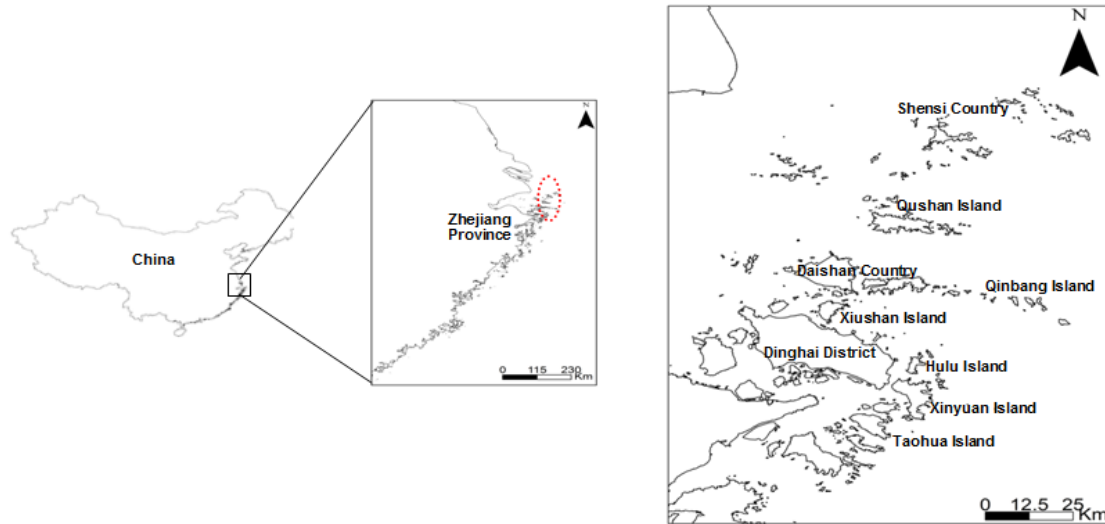 China
N
Zhejiang
Province
0 115 230
Km
N
Shensi Country
Qushan Island
Daishan Country
Qinbang Island
Xiushan Island
Dinghai District
Hulu Island
Xinyuan Island
Taohua Island
0 12.5 25
Km